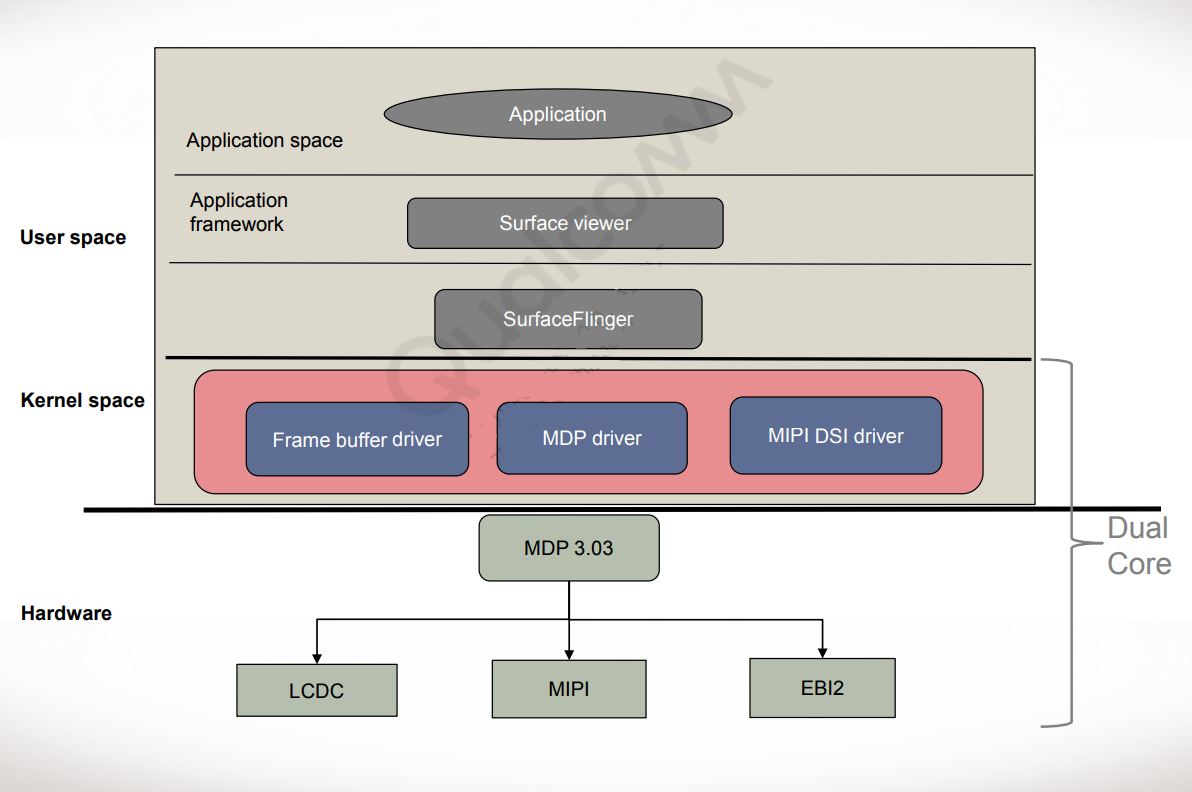 Application
Application space
Application
framework
Surface viewer
User space
SurfaceFlinger
Kernel space
Frame buffer driver
MDP driver
MIPI DSI driver
MDP 3.03
Dual
Core
Hardware
LCDC
MIPI
EBI2
Qualcomm